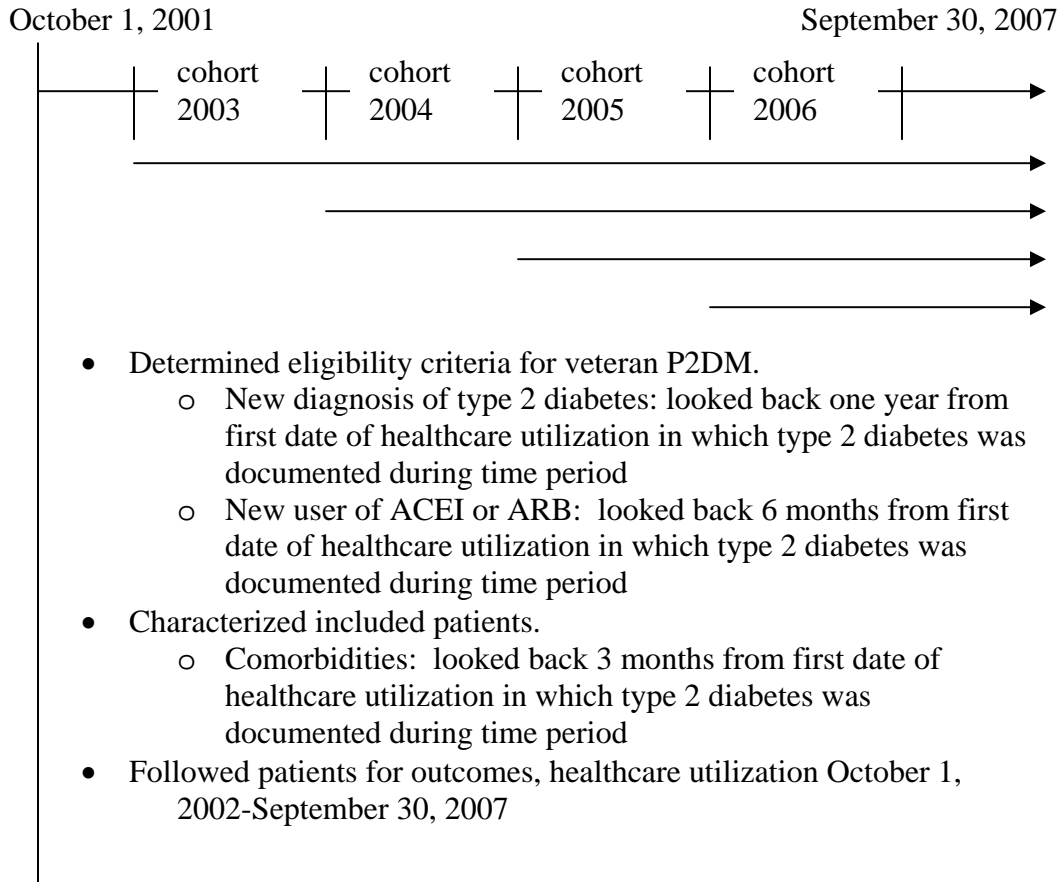 October 1, 2001 September 30, 2007
cohort cohort cohort cohort
2003 2004 2005 2006
• Determined eligibility criteria for veteran P2DM.
o New diagnosis of type 2 diabetes: looked back one year from
first date of healthcare utilization in which type 2 diabetes was
documented during time period
o New user of ACEI or ARB: looked back 6 months from first
date of healthcare utilization in which type 2 diabetes was
documented during time period
• Characterized included patients.
o Comorbidities: looked back 3 months from first date of
healthcare utilization in which type 2 diabetes was
documented during time period
• Followed patients for outcomes, healthcare utilization October 1,
2002-September 30, 2007